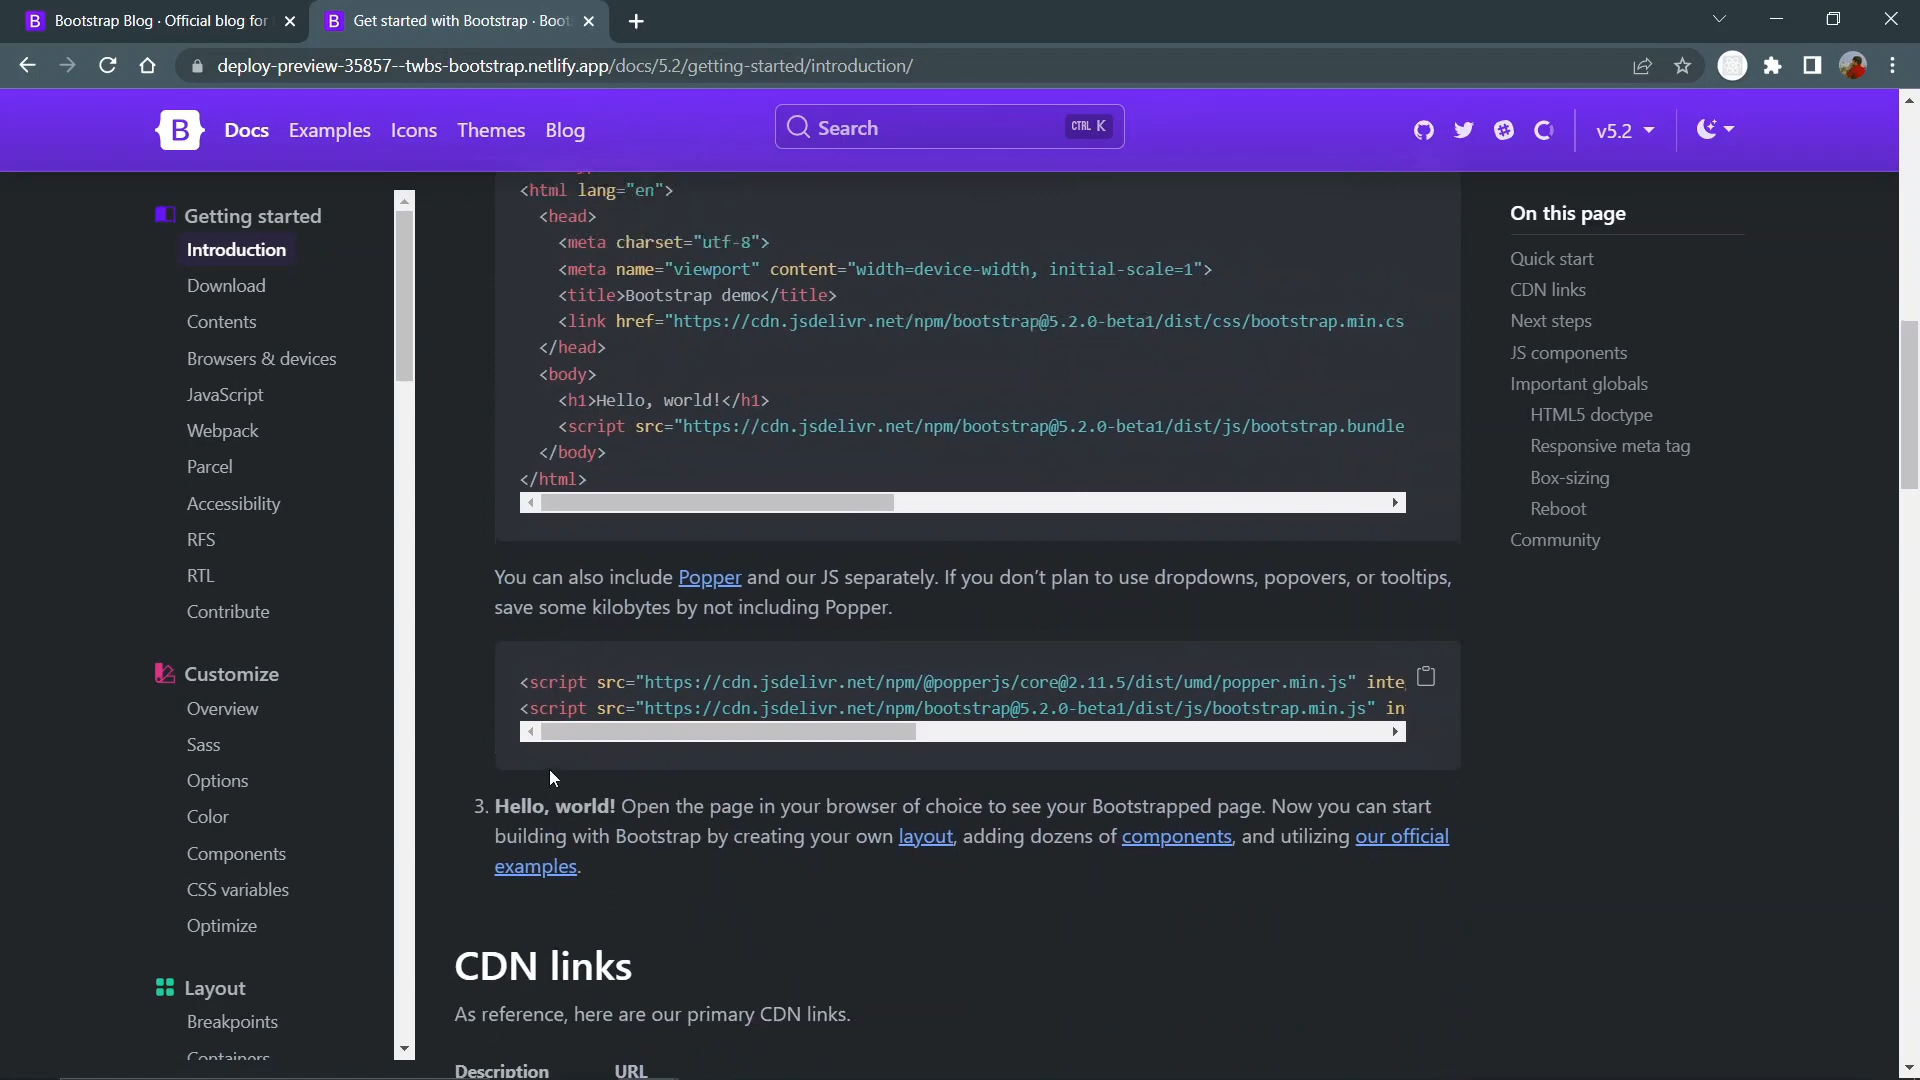 Bootstrap Blog · Official blog for
Get started with Bootstrap · Boot
deploy-preview-35857--twbs-bootstrap.netlify.app/docs/5.2/getting-started/introduction/
B
Docs
Examples
Icons
Themes
Blog
Search
CTRL K
v5.2
Getting started
Introduction
Download
Contents
Browsers & devices
JavaScript
Webpack
Parcel
Accessibility
RFS
RTL
Contribute
Customize
Overview
Sass
Options
Color
Components
CSS variables
Optimize
Layout
Breakpoints
Containers
<html lang="en">
<head>
<meta charset="utf-8">
<meta name="viewport" content="width=device-width, initial-scale=1">
<title>Bootstrap demo</title>
<link href="https://cdn.jsdelivr.net/npm/bootstrap@5.2.0-beta1/dist/css/bootstrap.min.cs
</head>
<body>
<h1>Hello, world!</h1>
<script src="https://cdn.jsdelivr.net/npm/bootstrap@5.2.0-beta1/dist/js/bootstrap.bundle
</body>
</html>
You can also include Popper and our JS separately. If you don’t plan to use dropdowns, popovers, or tooltips,
save some kilobytes by not including Popper.
<script src="https://cdn.jsdelivr.net/npm/@popperjs/core@2.11.5/dist/umd/popper.min.js" inte
<script src="https://cdn.jsdelivr.net/npm/bootstrap@5.2.0-beta1/dist/js/bootstrap.min.js" in
3. Hello, world! Open the page in your browser of choice to see your Bootstrapped page. Now you can start
building with Bootstrap by creating your own layout, adding dozens of components, and utilizing our official
examples.
CDN links
As reference, here are our primary CDN links.
Description URL
On this page
Quick start
CDN links
Next steps
JS components
Important globals
HTML5 doctype
Responsive meta tag
Box-sizing
Reboot
Community